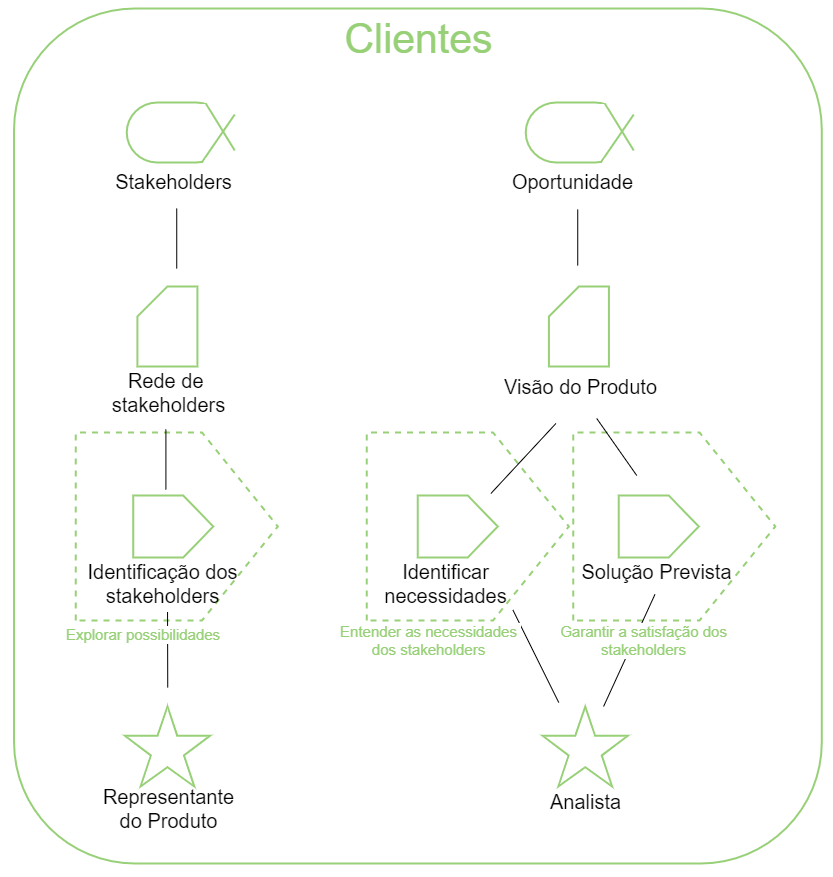 Clientes
Stakeholders
Oportunidade
Rede de
stakeholders
Visão do Produto
Identificação dos
stakeholders
Explorar possibilidades
Identificar
necessidades
Entender as necessidades
dos stakeholders
Solução Prevista
Garantir a satisfação dos
stakeholders
Representante
do Produto
Analista